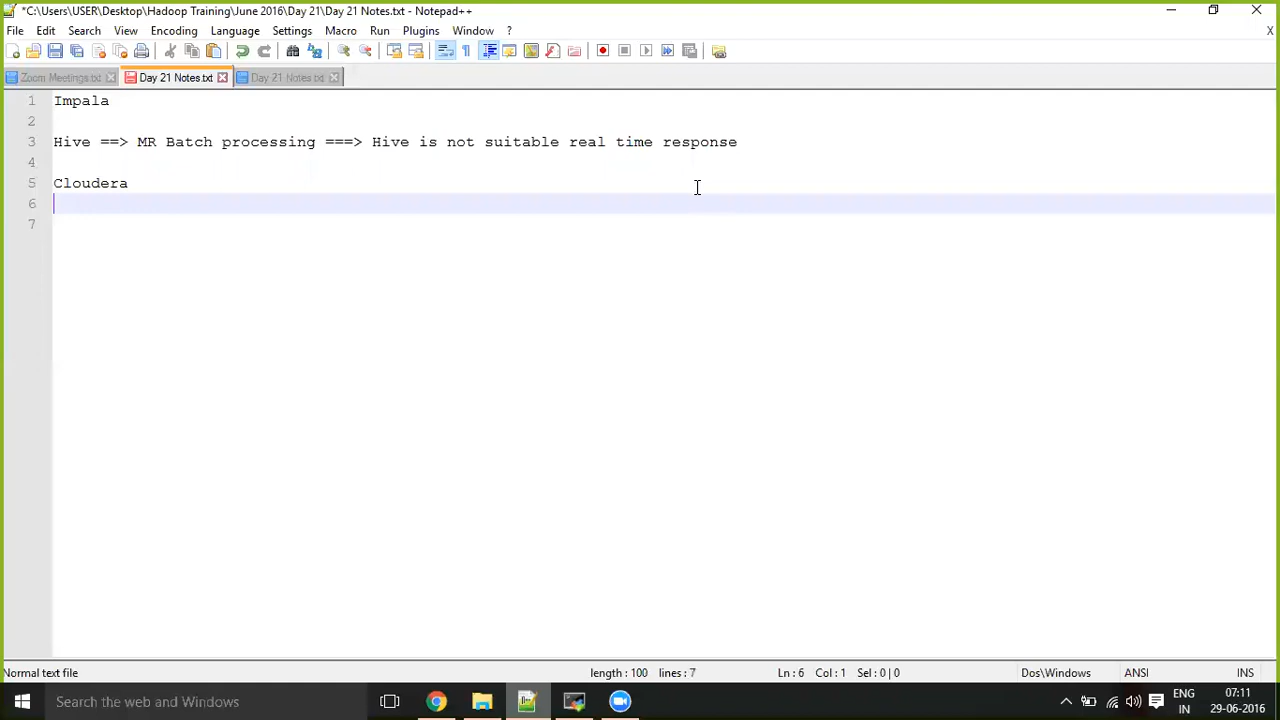 *C:\Users\USER\Desktop\Hadoop Training\June 2016\Day 21\Day 21 Notes.txt - Notepad++
File Edit Search View Encoding Language Settings Macro Run Plugins Window ? X
Zoom Meetings.txt Day 21 Notes.txt Day 21 Notes.txt
1 Impala
2
3 Hive ==> MR Batch processing ===> Hive is not suitable real time response
4
5 Cloudera
6
7
Normal text file length : 100 lines : 7 Ln : 6 Col : 1 Sel : 0 | 0 Dos\Windows ANSI INS
Search the web and Windows
ENG 07:11
IN 29-06-2016